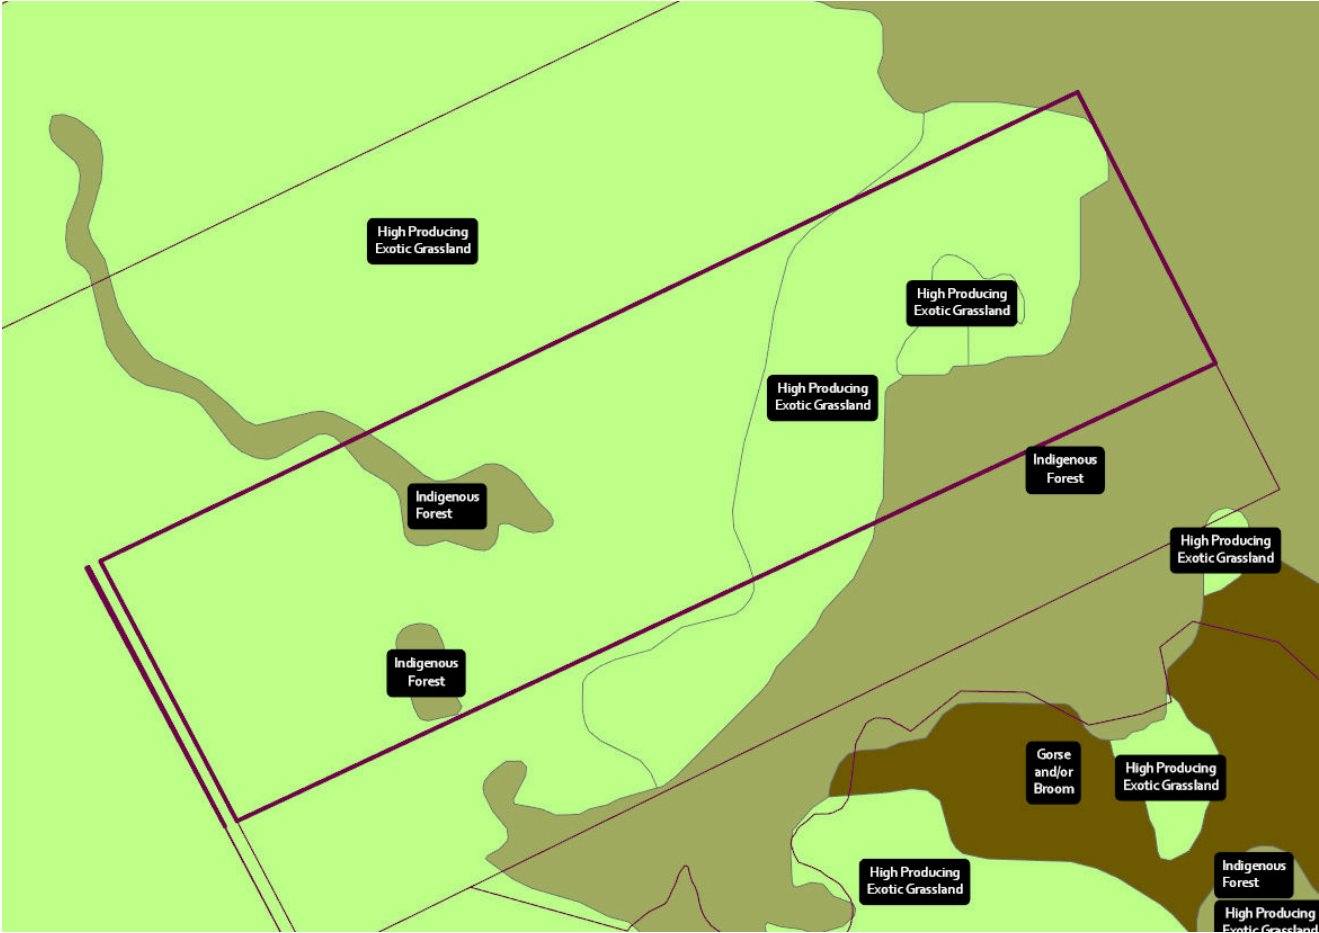 High Producing
Exotic Grassland
High Producing
Exotic Grassland
High Producing
Exotic Grassland
Indigenous
Forest
Indigenous
Forest
High Producing
Exotic Grassland
Indigenous
Forest
Gorse
and/or
Broom
High Producing
Exotic Grassland
High Producing
Exotic Grassland
Indigenous
Forest
High Producing
Exotic Grassland